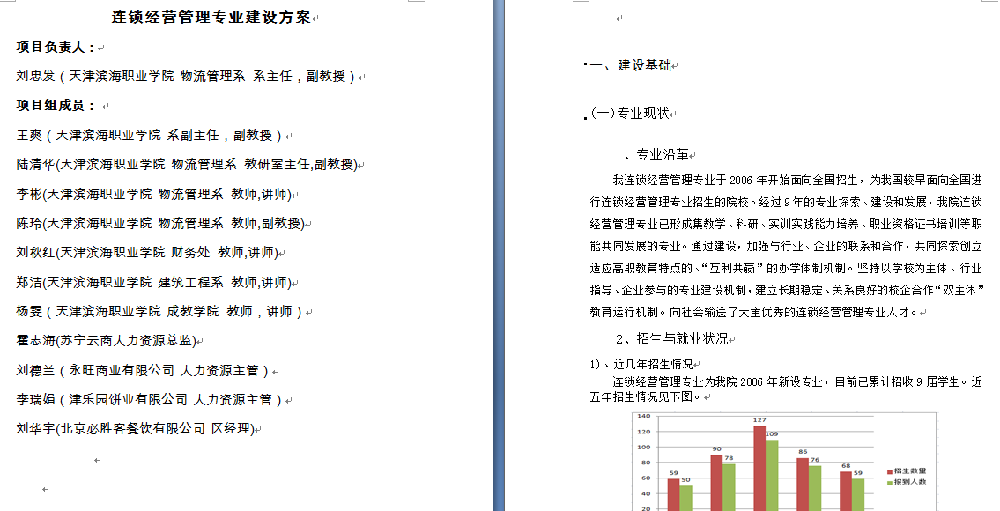 连锁经营管理专业建设方案
项目负责人：
刘忠发（天津滨海职业学院 物流管理系 系主任，副教授）
项目组成员：
王爽（天津滨海职业学院 系副主任，副教授）
陆清华(天津滨海职业学院 物流管理系 教研室主任,副教授)
李彬(天津滨海职业学院 物流管理系 教师,讲师)
陈玲(天津滨海职业学院 物流管理系 教师,副教授)
刘秋红(天津滨海职业学院 财务处 教师,讲师)
郑洁(天津滨海职业学院 建筑工程系 教师,讲师)
杨雯（天津滨海职业学院 成教学院 教师，讲师）
霍志海(苏宁云商人力资源总监)
刘德兰（永旺商业有限公司 人力资源主管）
李瑞娟（津乐园饼业有限公司 人力资源主管）
刘华宇(北京必胜客餐饮有限公司 区经理)
一、建设基础
(一)专业现状
1、专业沿革
我连锁经营管理专业于 2006 年开始面向全国招生，为我国较早面向全国进
行连锁经营管理专业招生的院校。经过 9 年的专业探索、建设和发展，我院连锁
经营管理专业已形成集教学、科研、实训实践能力培养、职业资格证书培训等职
能共同发展的专业。通过建设，加强与行业、企业的联系和合作，共同探索创立
适应高职教育特点的、“互利共赢”的办学体制机制。坚持以学校为主体、行业
指导、企业参与的专业建设机制，建立长期稳定、关系良好的校企合作“双主体”
教育运行机制。向社会输送了大量优秀的连锁经营管理专业人才。
2、招生与就业状况
1）、近几年招生情况
连锁经营管理专业为我院 2006 年新设专业，目前已累计招收 9 届学生。近
五年招生情况见下图。
140
120
100
80
60
40
20
59
50
90
78
127
109
86
76
68
59
招生数量
报到人数